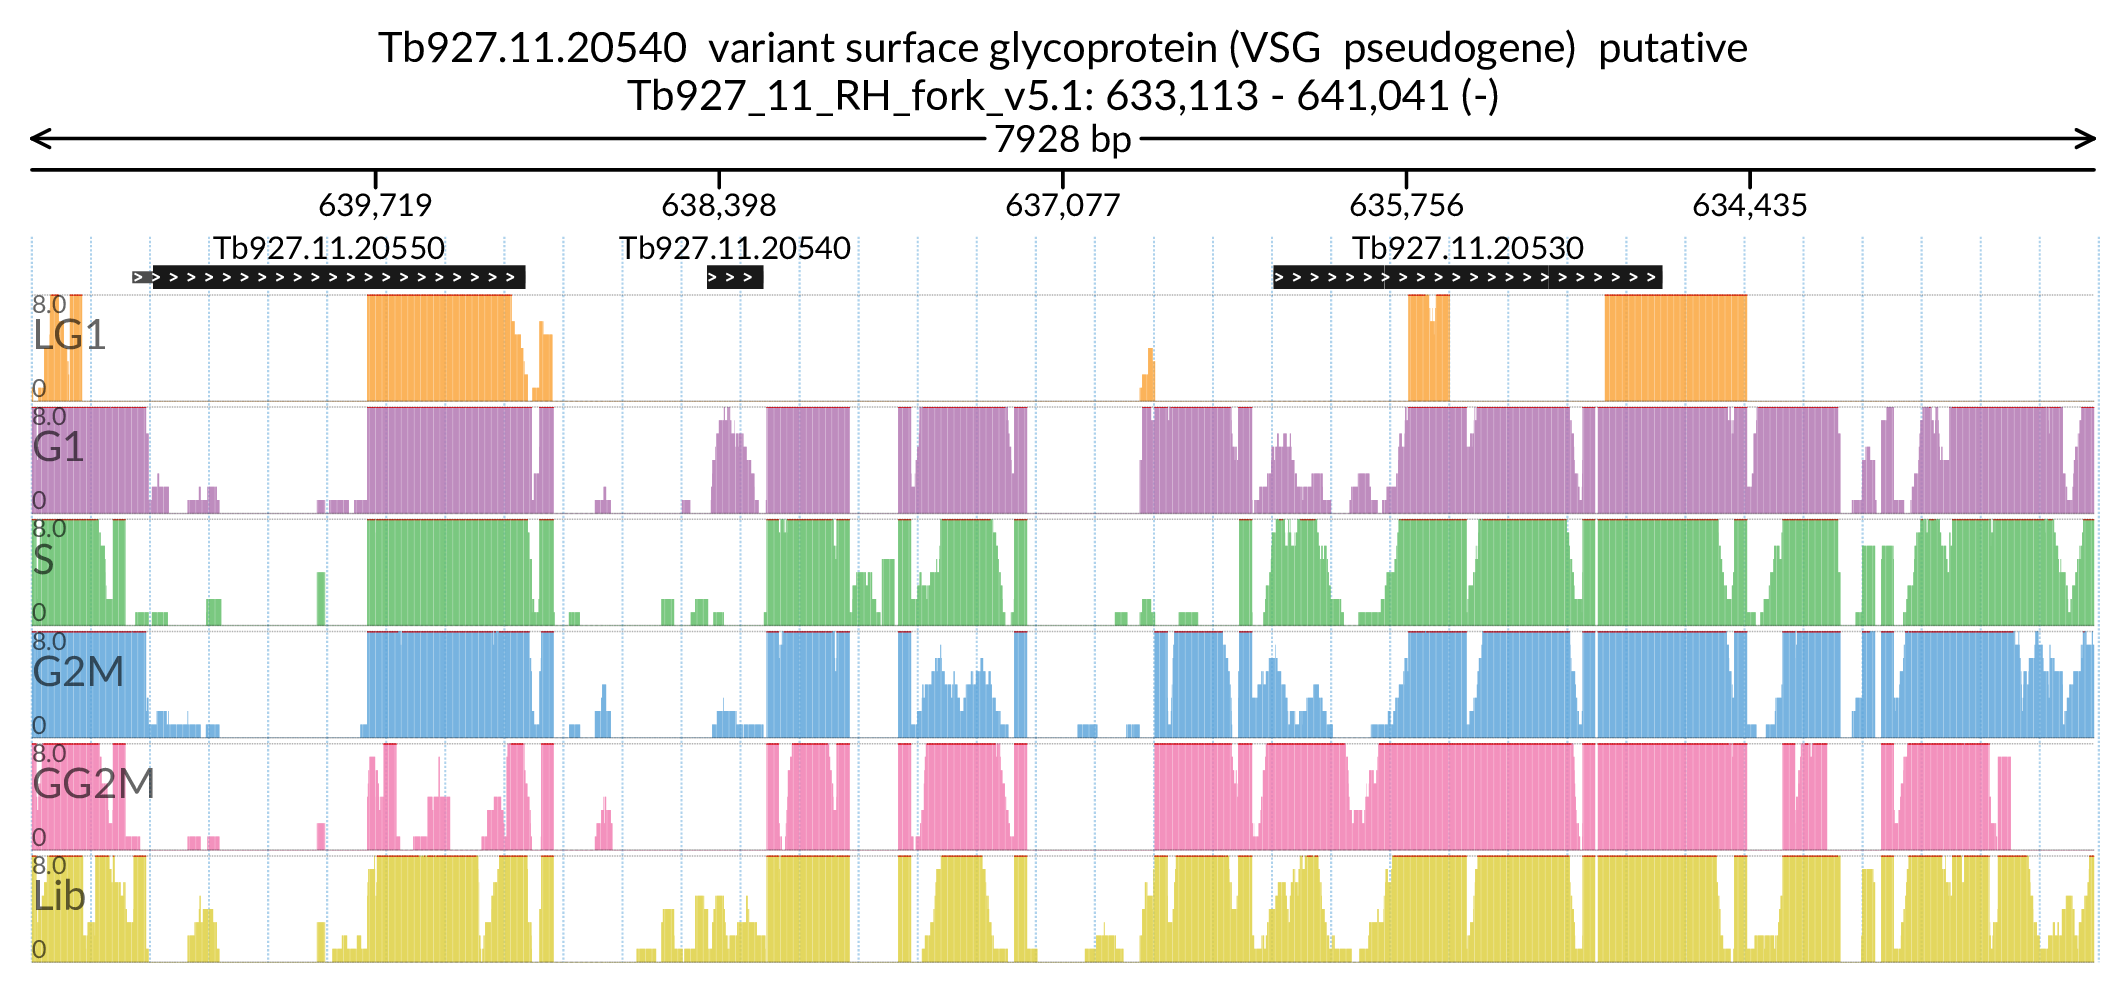 Tb927.11.20540  variant surface glycoprotein (VSG  pseudogene)  putative
Tb927_11_RH_fork_v5.1: 633,113 - 641,041 (-)
7928 bp
639,719 638,398 637,077 635,756 634,435
Tb927.11.20550 Tb927.11.20540 Tb927.11.20530
8.0
LG1
0
8.0
G1
0
8.0
S
0
8.0
G2M
0
8.0
GG2M
0
8.0
Lib
0